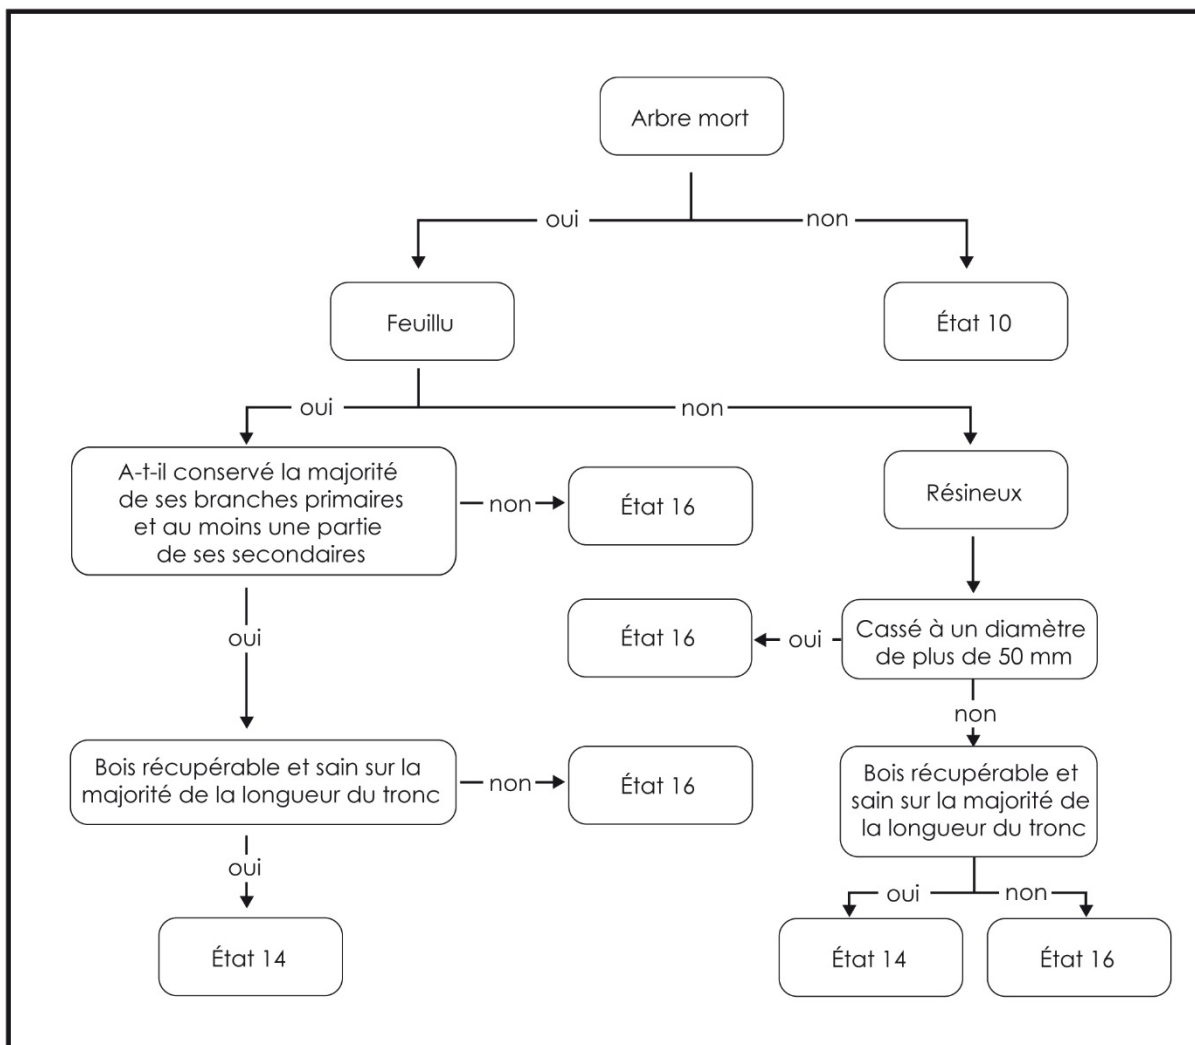 Arbre mort
oui
non
Feuillu
État 10
oui
non
A-t-il conservé la majorité
de ses branches primaires
et au moins une partie
de ses secondaires
non
État 16
Résineux
oui
État 16
oui
Cassé à un diamètre
de plus de 50 mm
non
Bois récupérable et sain sur la
majorité de la longueur du tronc
non
État 16
Bois récupérable et
sain sur la majorité de
la longueur du tronc
oui
oui
non
État 14
État 14
État 16